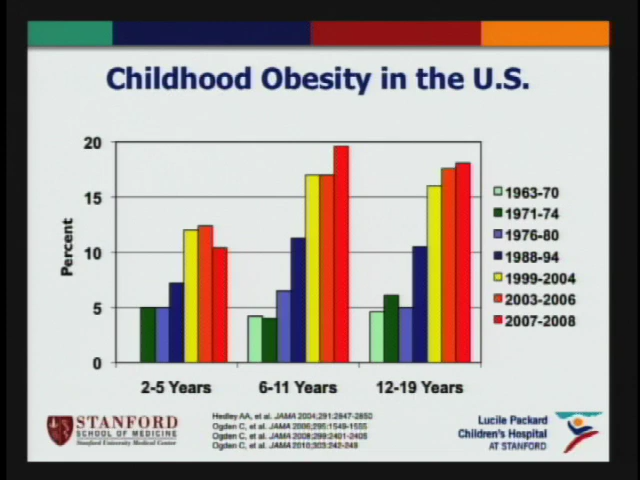 Childhood Obesity in the U.S.
20
15
10
5
0
Percent
2-5 Years
6-11 Years
12-19 Years
1963-70
1971-74
1976-80
1988-94
1999-2004
2003-2006
2007-2008
STANFORD
SCHOOL OF MEDICINE
Stanford University Medical Center
Hedley AA, et al. JAMA 2004;291:2847-2850
Ogden C, et al. JAMA 2006;295:1549-1555
Ogden C, et al. JAMA 2008;299:2401-2405
Ogden C, et al. JAMA 2010;303:242-249
Lucile Packard
Children's Hospital
AT STANFORD